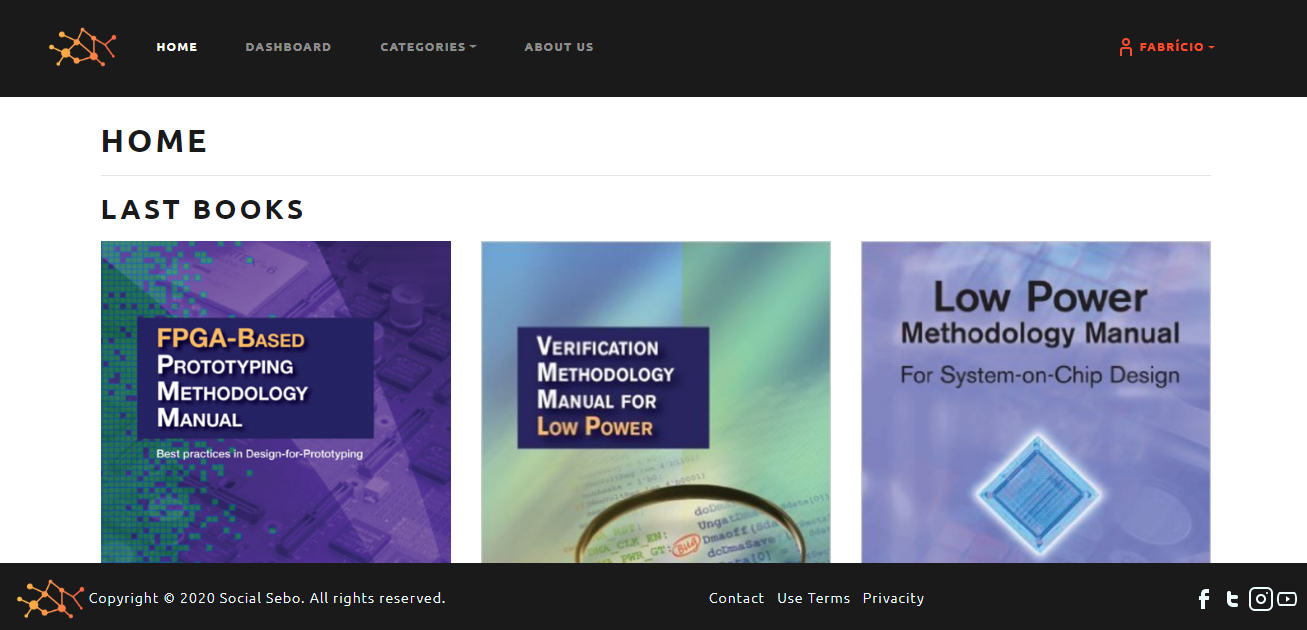 HOME DASHBOARD CATEGORIES ABOUT US FABRÍCIO
HOME
LAST BOOKS
FPGA-BASED
PROTOTYPING
METHODOLOGY
MANUAL
Best practices in Design-for-Prototyping
VERIFICATION
METHODOLOGY
MANUAL FOR
LOW POWER
Low Power
Methodology Manual
For System-on-Chip Design
Copyright © 2020 Social Sebo. All rights reserved. Contact Use Terms Privacity